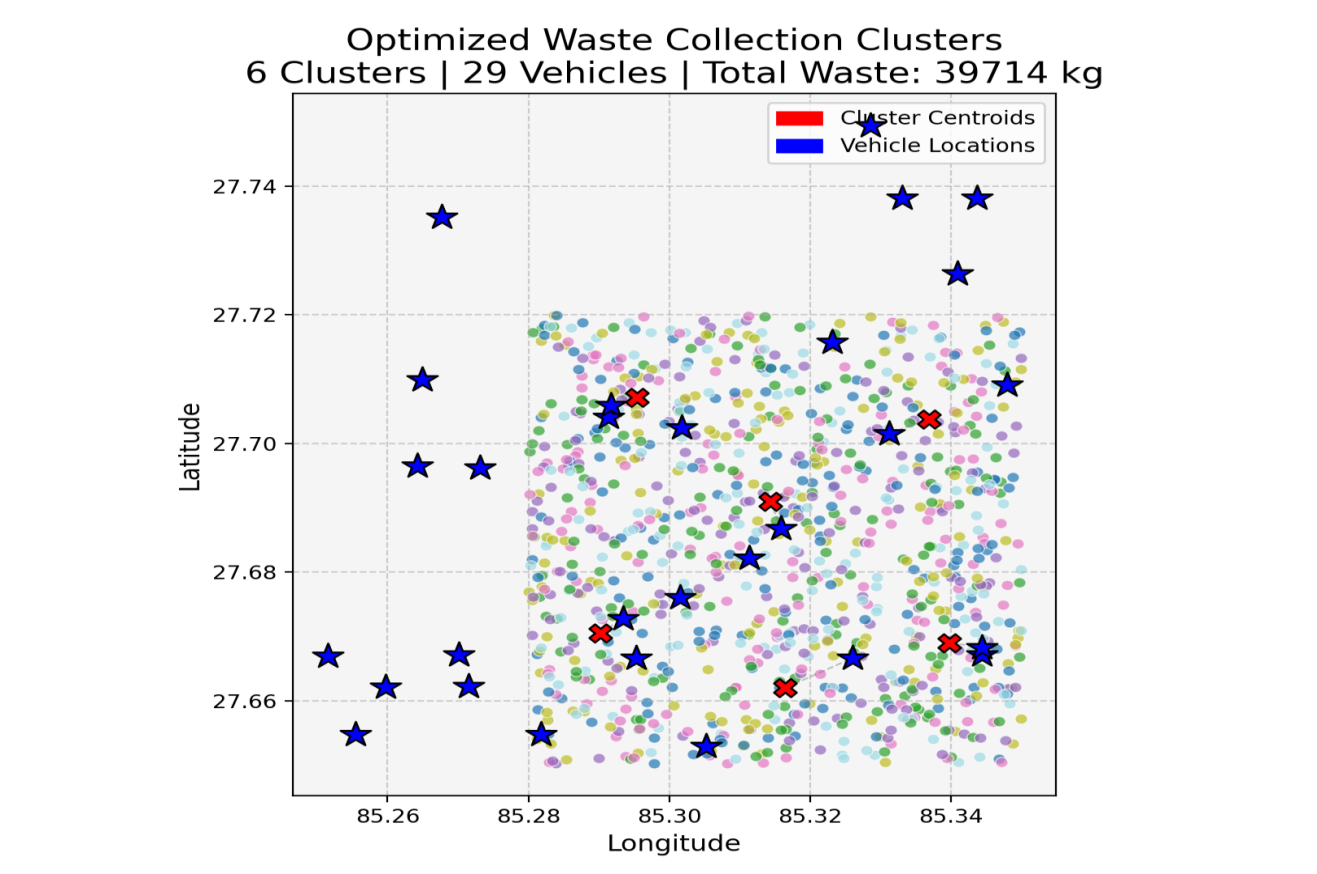 Optimized Waste Collection Clusters
6 Clusters | 29 Vehicles | Total Waste: 39714 kg
Cluster Centroids
Vehicle Locations
27.74
27.72
27.70
27.68
27.66
Latitude
85.26 85.28 85.30 85.32 85.34
Longitude